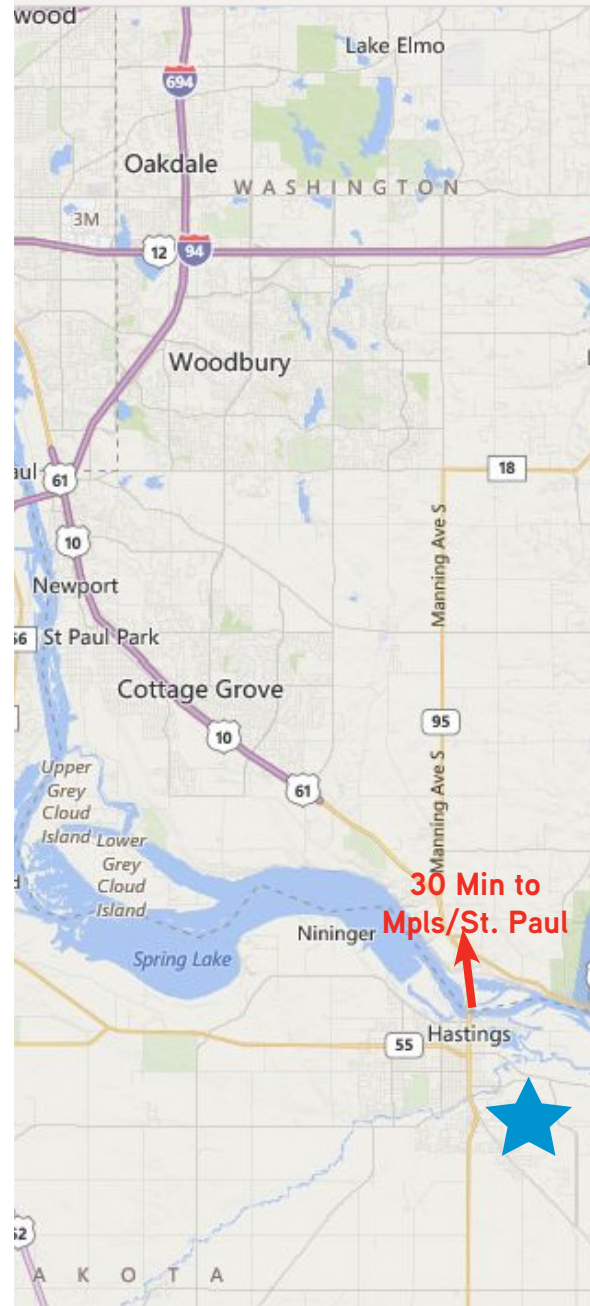 wood
Lake Elmo
694
Oakdale
WASHINGTON
3M
12
94
Woodbury
aul
61
18
Manning Ave S
10
Newport
56
St Paul Park
Cottage Grove
95
10
61
Manning Ave S
Upper
Grey
Cloud
Island
Lower
Grey
Cloud
Island
30 Min to
Mpls/St. Paul
Nininger
Spring Lake
Hastings
55
52
AKOTA